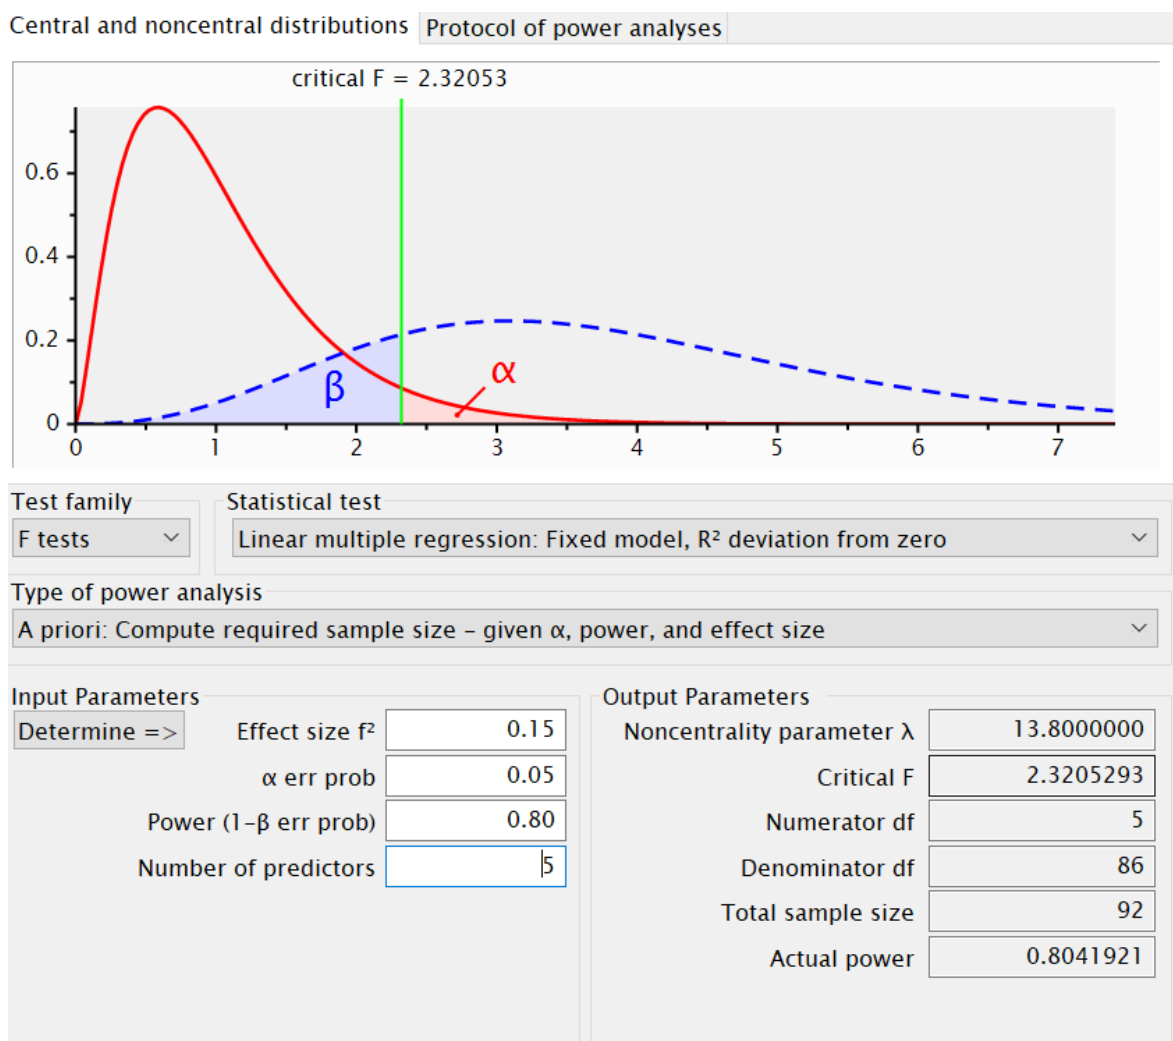 Central and noncentral distributions Protocol of power analyses
critical F = 2.32053
0.6
0.4
0.2
0
β
α
0 1 2 3 4 5 6 7
Test family Statistical test
F tests Linear multiple regression: Fixed model, R² deviation from zero
Type of power analysis
A priori: Compute required sample size – given α, power, and effect size
Input Parameters Output Parameters
Determine => Effect size f² 0.15 Noncentrality parameter λ 13.8000000
α err prob 0.05 Critical F 2.3205293
Power (1–β err prob) 0.80 Numerator df 5
Number of predictors 5 Denominator df 86
Total sample size 92
Actual power 0.8041921